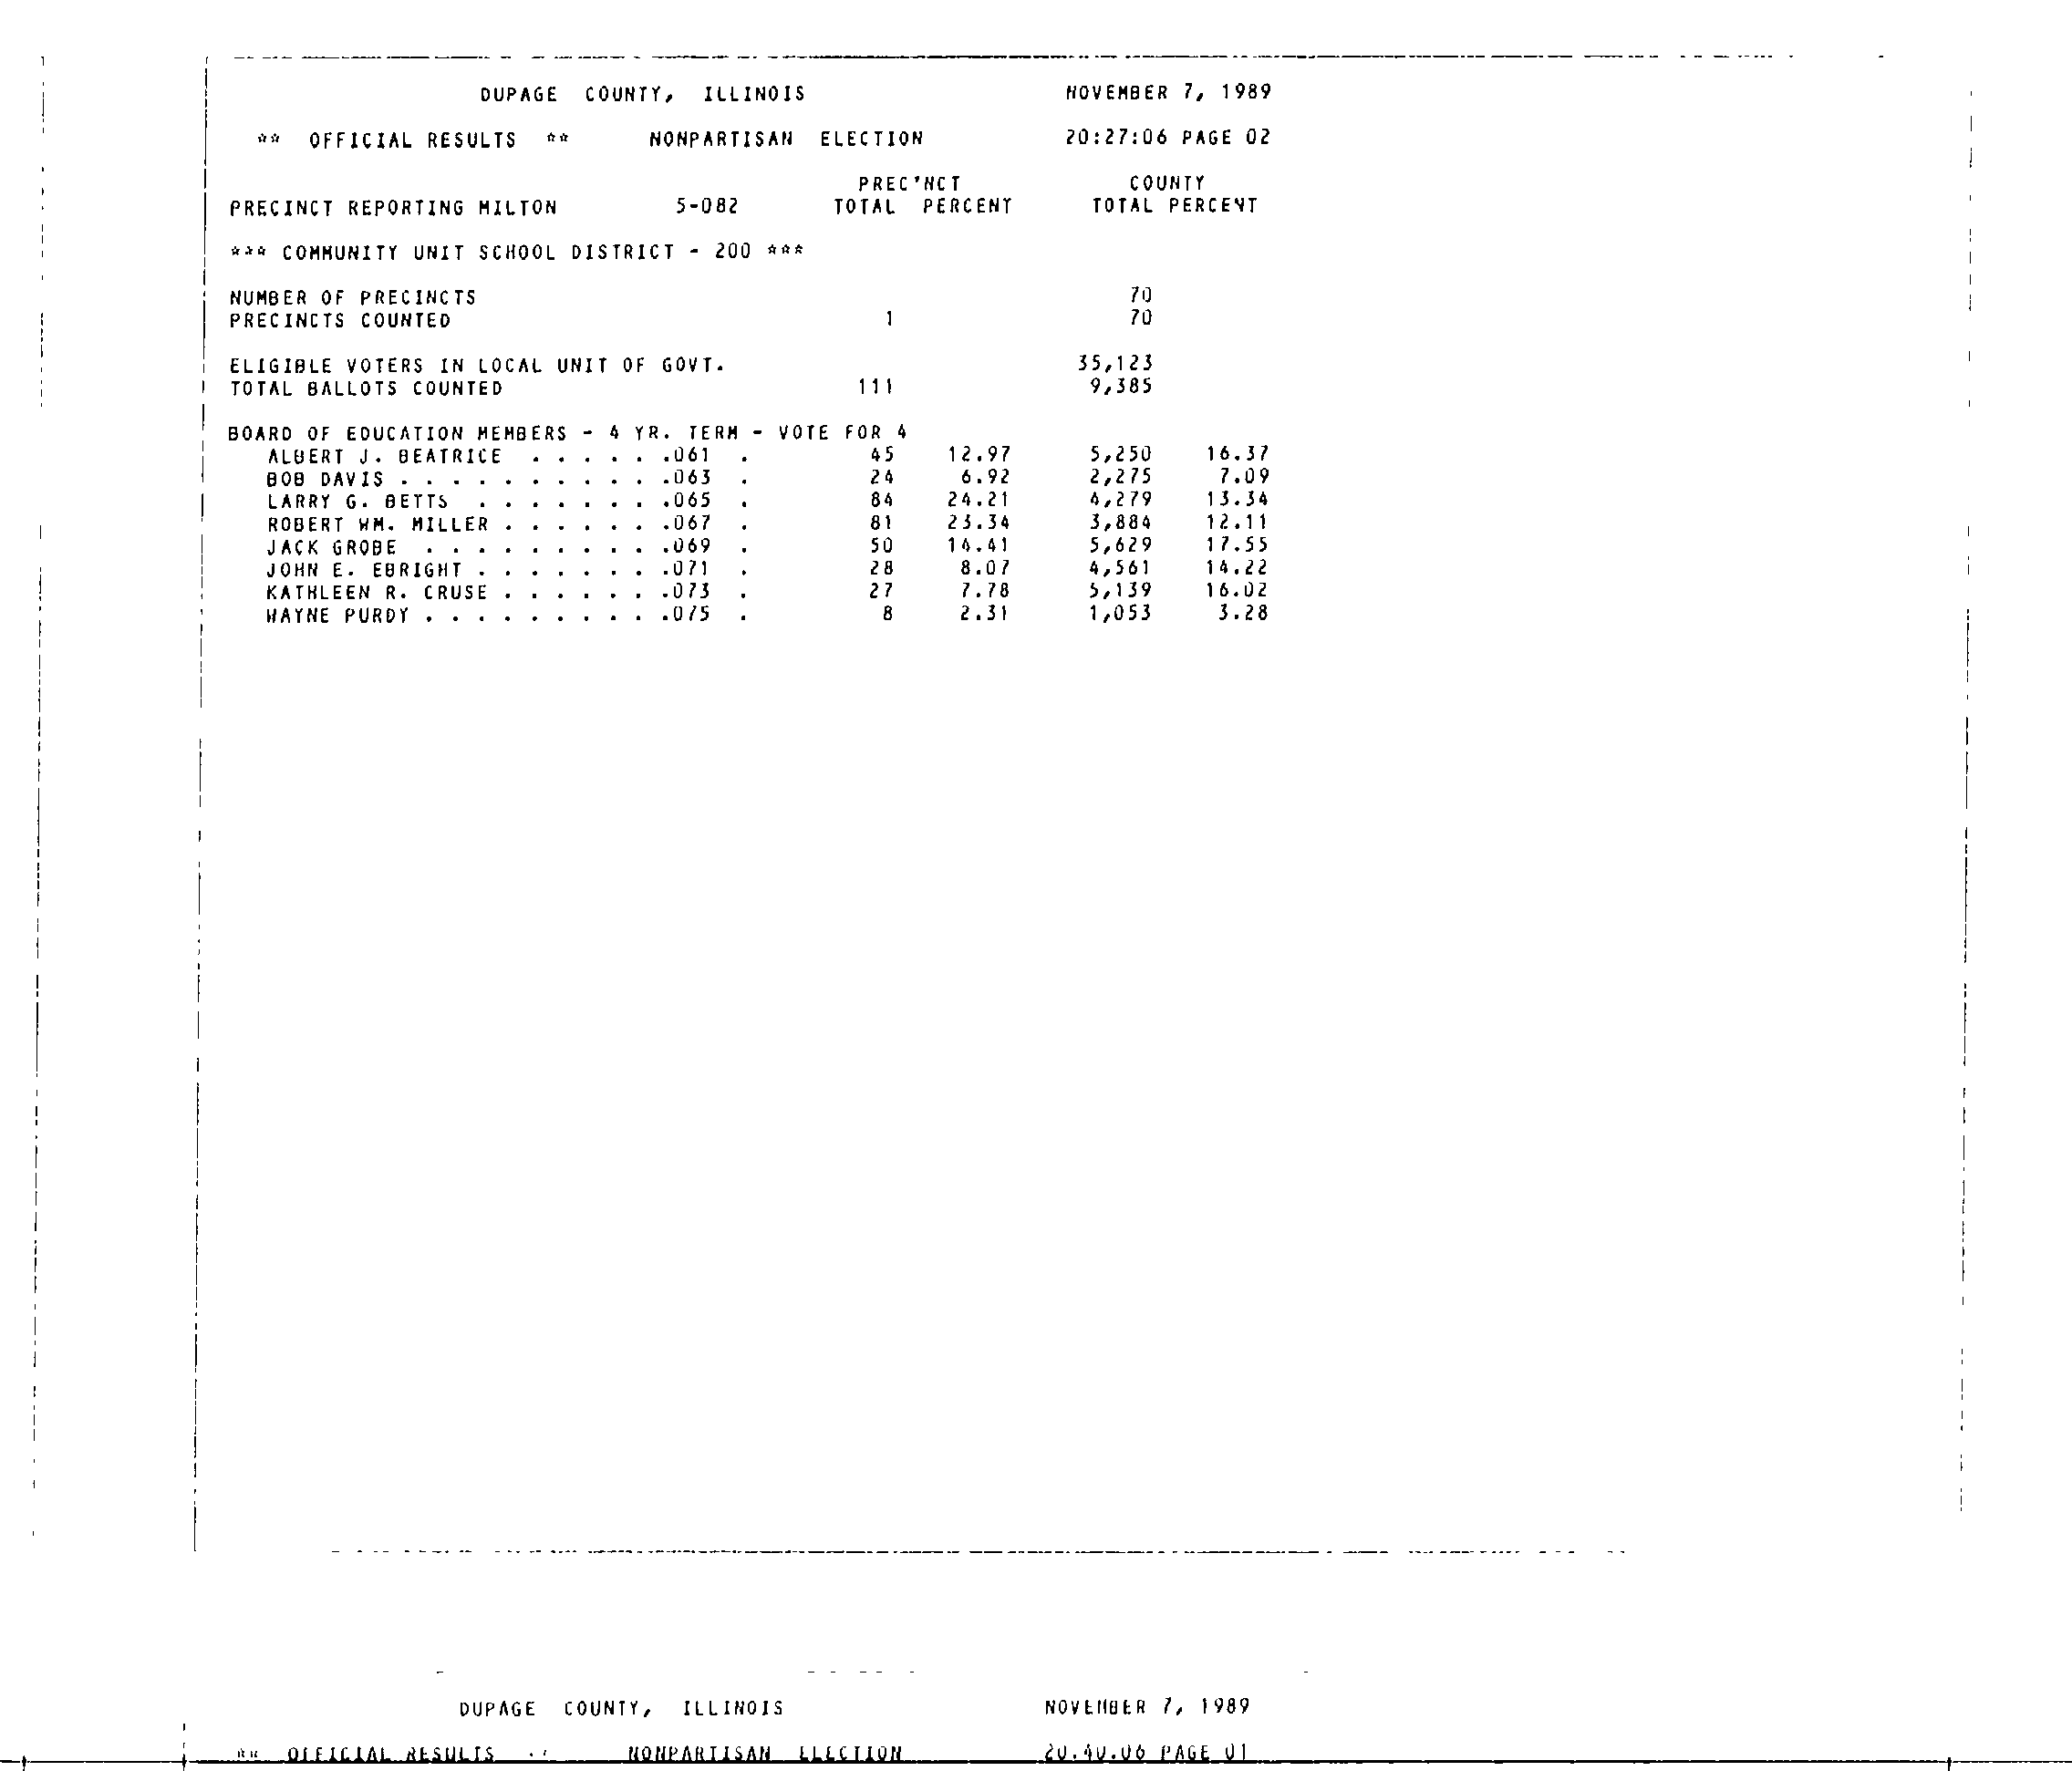 DUPAGE COUNTY, ILLINOIS NOVEMBER 7, 1989
** OFFICIAL RESULTS ** NONPARTISAN ELECTION 20:27:06 PAGE 02
PREC'NCT COUNTY
PRECINCT REPORTING MILTON 5-082 TOTAL PERCENT TOTAL PERCENT
*** COMMUNITY UNIT SCHOOL DISTRICT - 200 ***
NUMBER OF PRECINCTS 70
PRECINCTS COUNTED 1 70
ELIGIBLE VOTERS IN LOCAL UNIT OF GOVT. 35,123
TOTAL BALLOTS COUNTED 111 9,385
BOARD OF EDUCATION MEMBERS - 4 YR. TERM - VOTE FOR 4
ALBERT J. BEATRICE . . . . . .061 . 45 12.97 5,250 16.37
BOB DAVIS . . . . . . . . . . .063 . 24 6.92 2,275 7.09
LARRY G. BETTS . . . . . . . .065 . 84 24.21 4,279 13.34
ROBERT WM. MILLER . . . . . . .067 . 81 23.34 3,884 12.11
JACK GROBE . . . . . . . . . .069 . 50 14.41 5,629 17.55
JOHN E. EBRIGHT . . . . . . . .071 . 28 8.07 4,561 14.22
KATHLEEN R. CRUSE . . . . . . .073 . 27 7.78 5,139 16.02
WAYNE PURDY . . . . . . . . . .075 . 8 2.31 1,053 3.28
DUPAGE COUNTY, ILLINOIS NOVEMBER 7, 1989
** OFFICIAL RESULTS NONPARTISAN ELECTION 20.40.06 PAGE 01